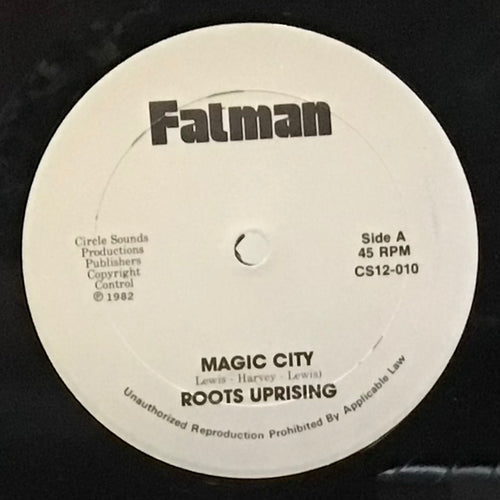 Fatman
Circle Sounds
Productions
Publishers
Copyright
Control
℗ 1982
Side A
45 RPM
CS12-010
MAGIC CITY
Lewis - Harvey - Lewis)
ROOTS UPRISING
Unauthorized Reproduction Prohibited By Applicable Law